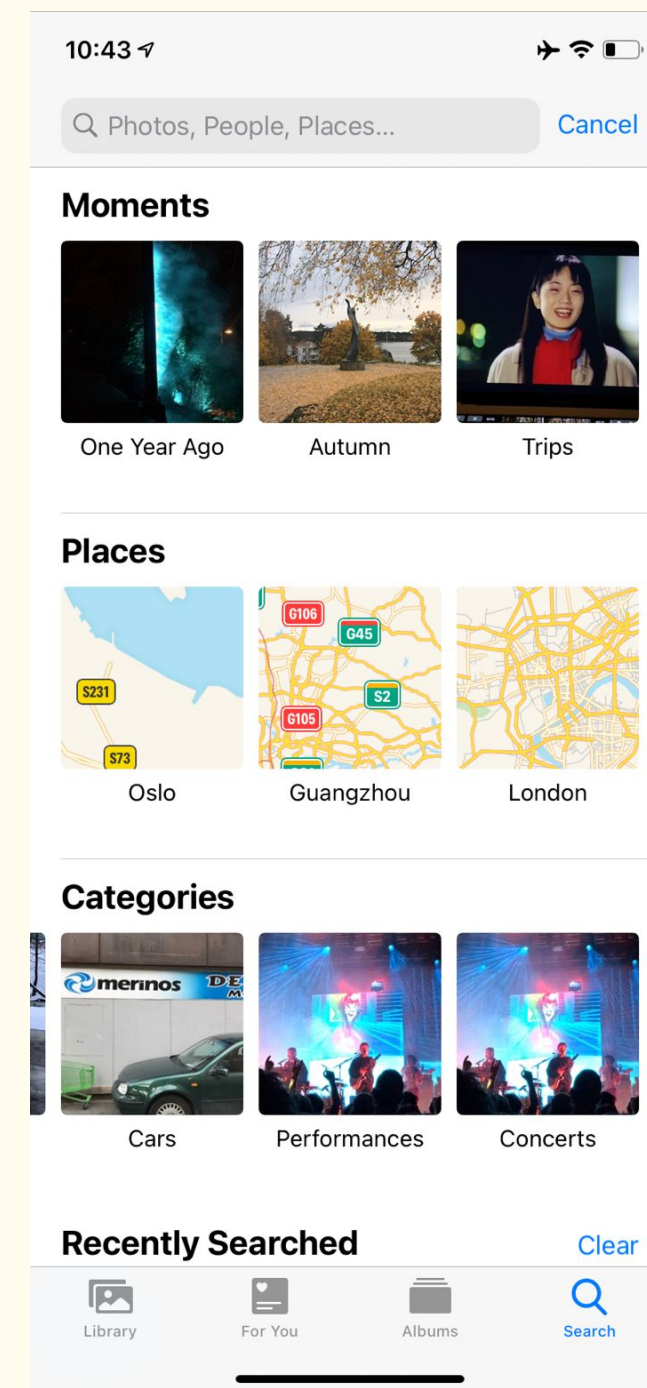 10:43
Photos, People, Places...
Cancel
Moments
One Year Ago
Autumn
Trips
Places
S231
S73
G106
G45
S2
G105
Oslo
Guangzhou
London
Categories
merinos
DE
M
Cars
Performances
Concerts
Recently Searched
Clear
Library
For You
Albums
Search